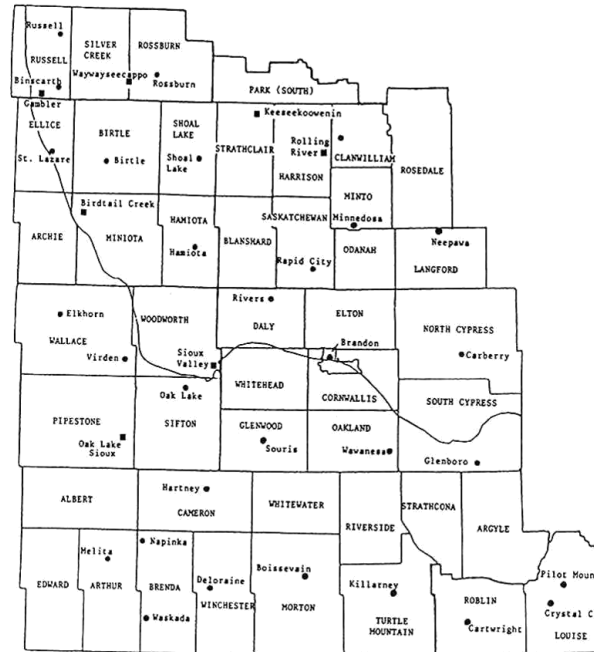 Russell
RUSSELL
SILVER
CREEK
ROSSBURN
Binscarth
Waywayseecappo
Rossburn
Gambler
PARK (SOUTH)
ELLICE
BIRTLE
SHOAL
LAKE
STRATHCLAIR
Keeseekoowenin
Rolling
River
CLANWILLIAM
ROSEDALE
St. Lazare
Birtle
Shoal
Lake
HARRISON
MINTO
Birdtail Creek
HAMIOTA
SASKATCHEWAN
Minnedosa
ARCHIE
MINIOTA
Hamiota
BLANSHARD
Rapid City
ODANAH
Neepawa
LANGFORD
Elkhorn
WOODWORTH
Rivers
DALY
ELTON
NORTH CYPRESS
WALLACE
Brandon
Virden
Sioux
Valley
Carberry
Oak Lake
WHITEHEAD
CORNWALLIS
SOUTH CYPRESS
PIPESTONE
SIFTON
GLENWOOD
OAKLAND
Oak Lake
Sioux
Souris
Wawanesa
Glenboro
ALBERT
Hartney
CAMERON
WHITEWATER
RIVERSIDE
STRATHCONA
ARGYLE
Melita
Napinka
Boissevain
Killarney
Pilot Moun
EDWARD
ARTHUR
BRENDA
Deloraine
WINCHESTER
MORTON
TURTLE
MOUNTAIN
ROBLIN
Crystal C
Waskada
Cartwright
LOUISE